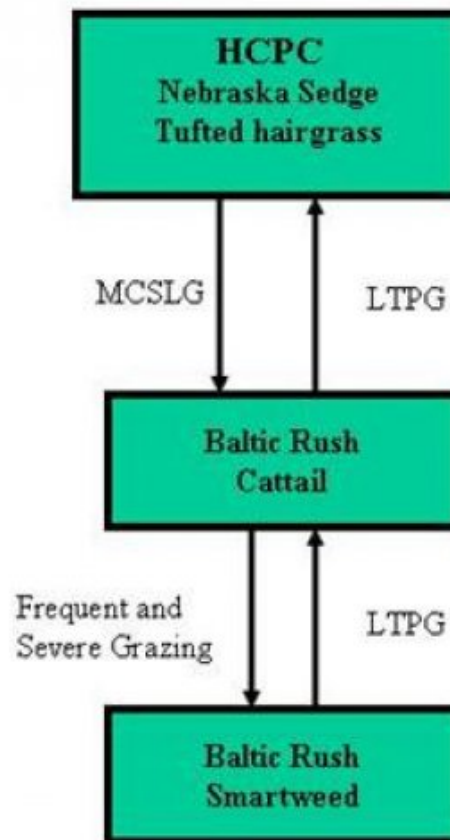 HCPC
Nebraska Sedge
Tufted hairgrass
MCSLG
LTPG
Baltic Rush
Cattail
Frequent and
Severe Grazing
LTPG
Baltic Rush
Smartweed